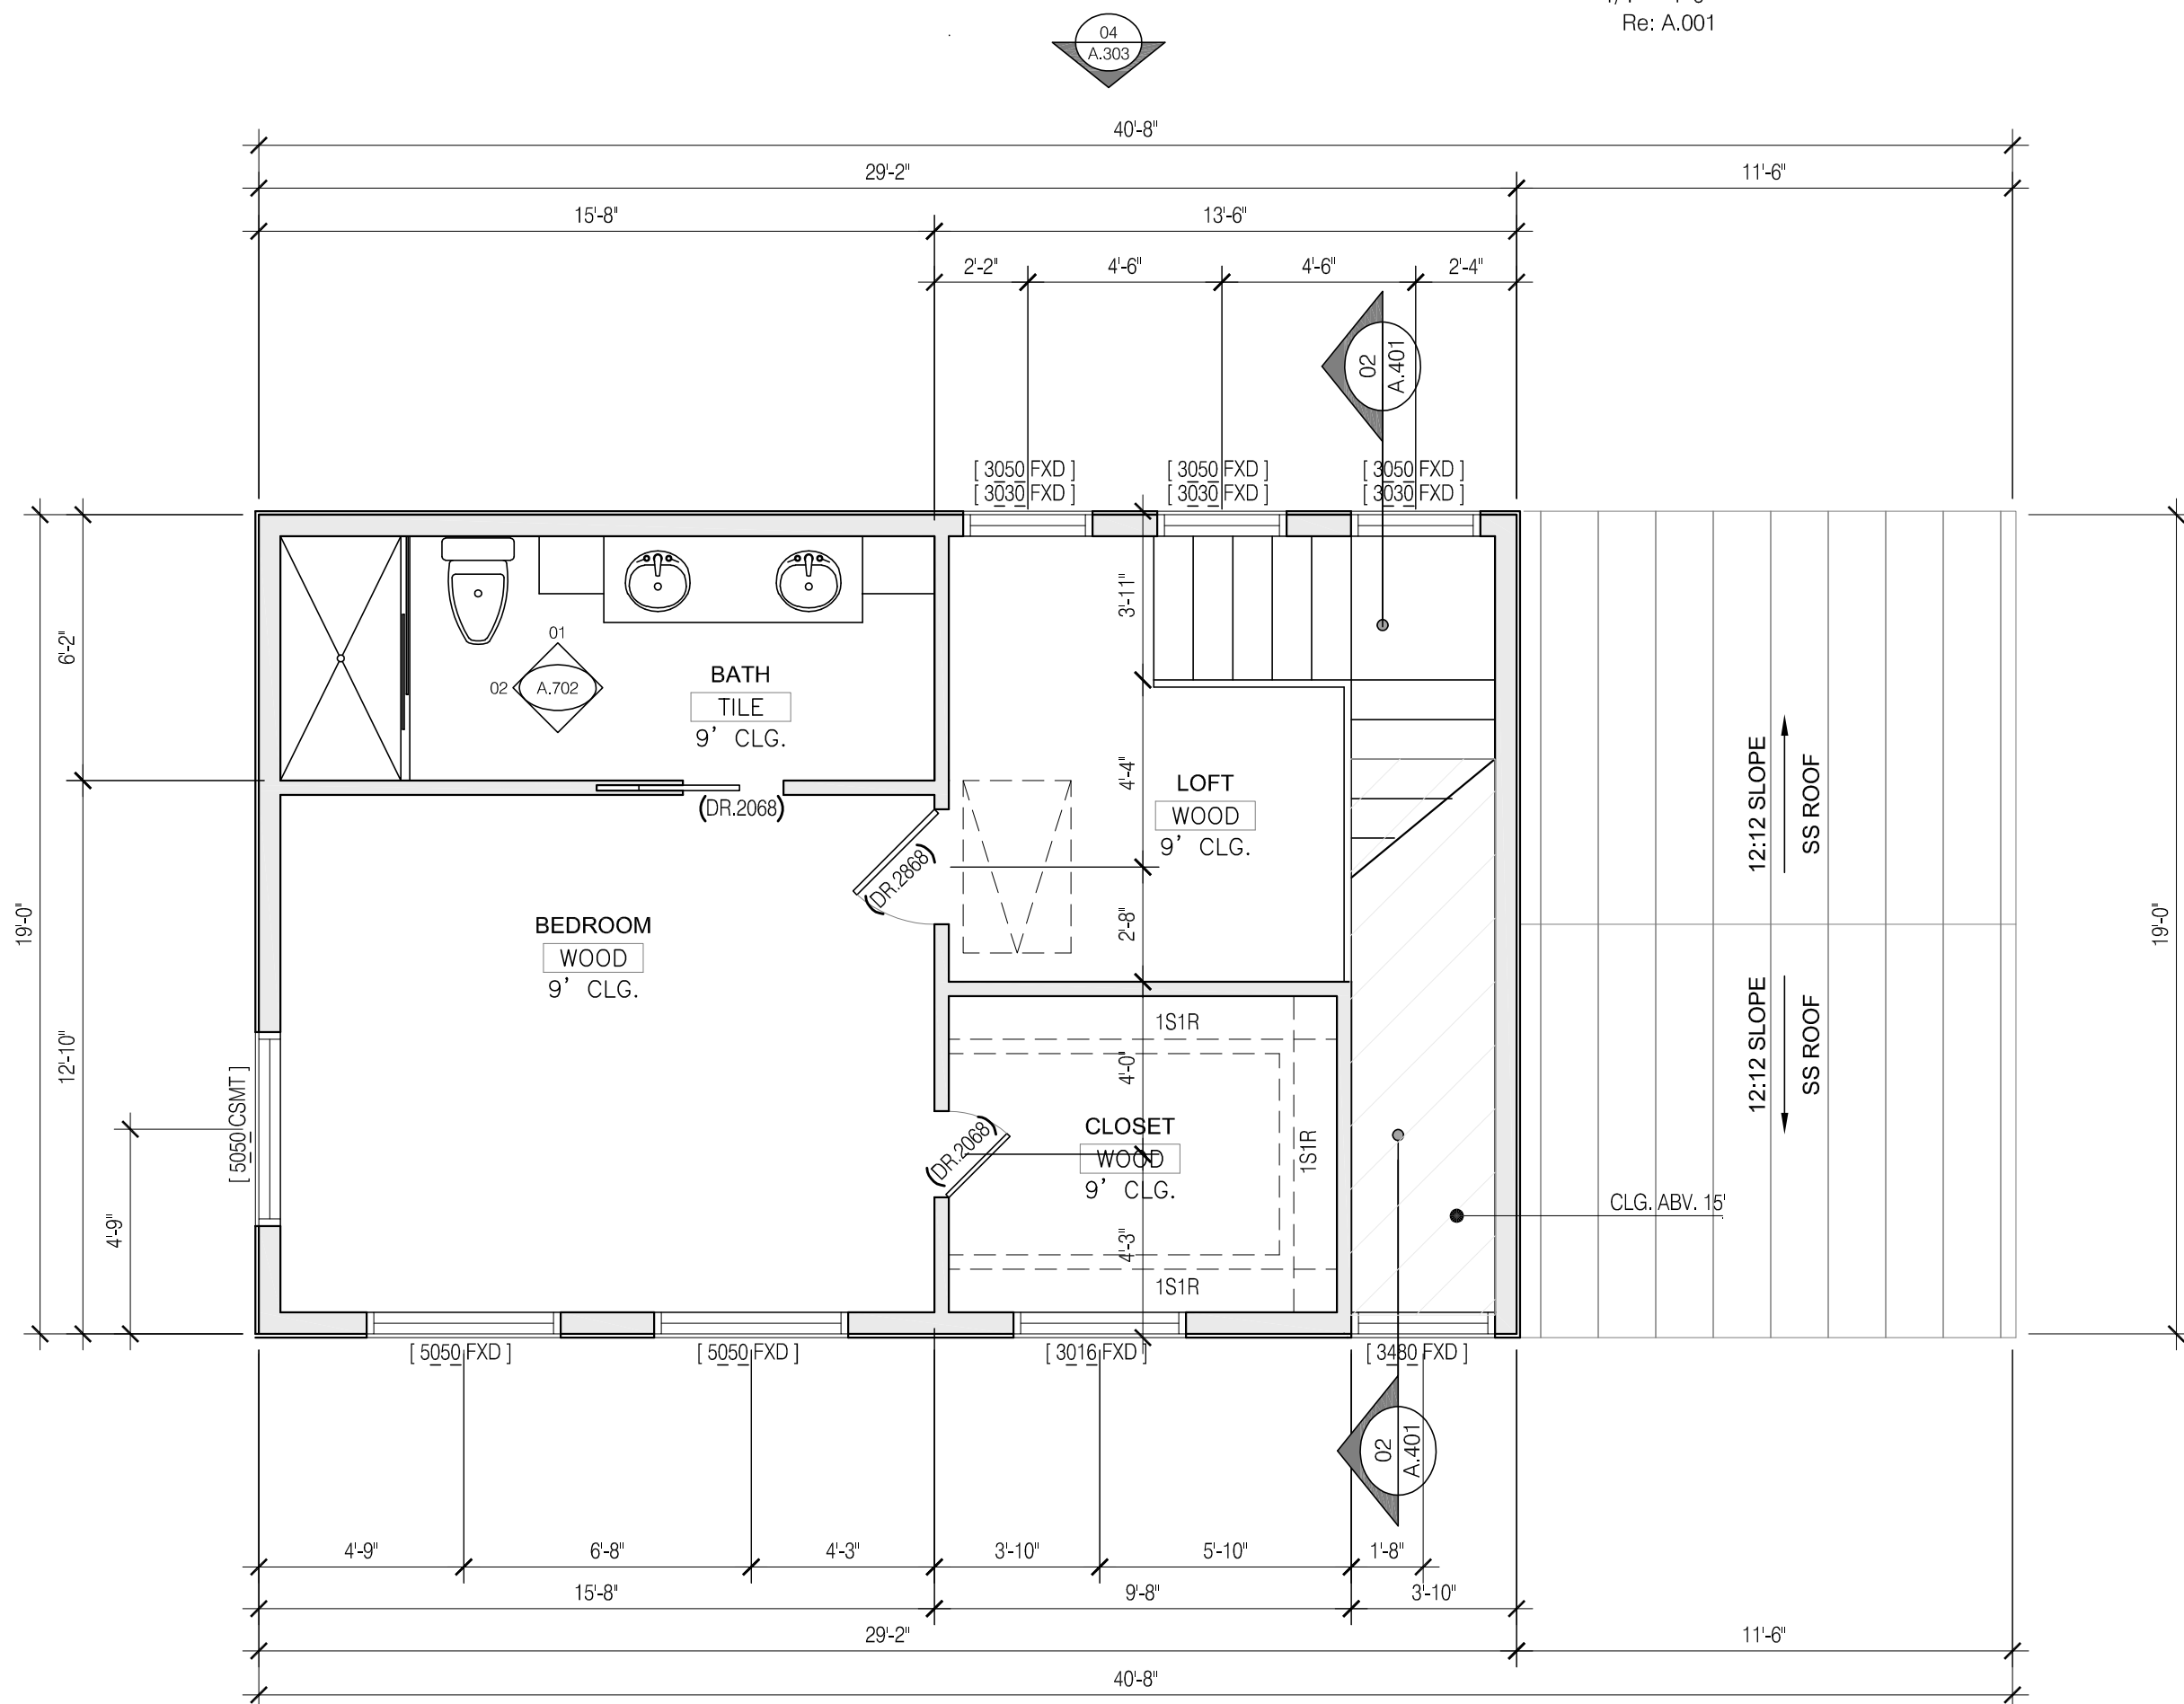 Re: A.001
04
A.303
40'-8"
29'-2"
11'-6"
15'-8"
13'-6"
2'-2"
4'-6"
4'-6"
2'-4"
02
A.401
[ 3050 FXD ]
[ 3030 FXD ]
[ 3050 FXD ]
[ 3030 FXD ]
[ 3050 FXD ]
[ 3030 FXD ]
19'-0"
6'-2"
12'-10"
4'-9"
[ 5050 CSMT ]
01
02
A.702
BATH
TILE
9' CLG.
(DR.2068)
3'-11"
4'-4"
2'-8"
LOFT
WOOD
9' CLG.
(DR.2868)
BEDROOM
WOOD
9' CLG.
1S1R
4'-0"
CLOSET
WOOD
9' CLG.
(DR.2068)
1S1R
4'-3"
1S1R
12:12 SLOPE
SS ROOF
12:12 SLOPE
SS ROOF
CLG. ABV. 15'
19'-0"
[ 5050 FXD ]
[ 5050 FXD ]
[ 3016 FXD ]
[ 3480 FXD ]
02
A.401
4'-9"
6'-8"
4'-3"
3'-10"
5'-10"
1'-8"
15'-8"
9'-8"
3'-10"
29'-2"
11'-6"
40'-8"